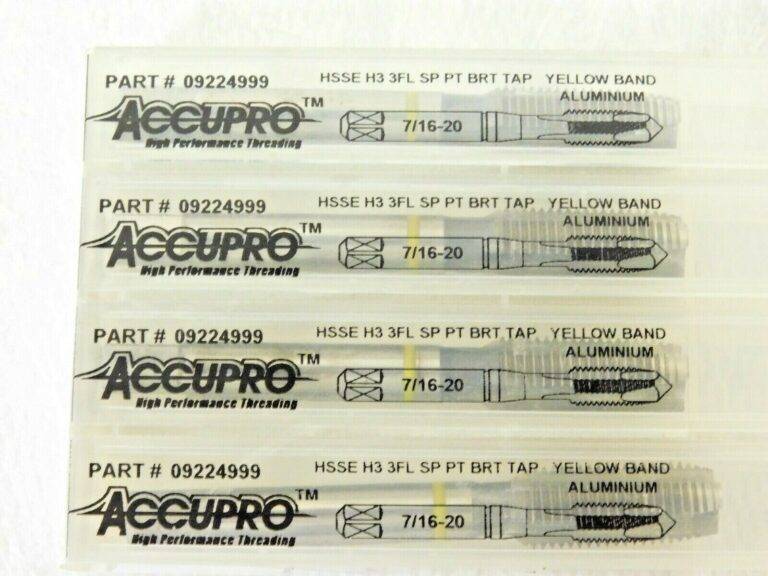 PART # 09224999 HSSE H3 3FL SP PT BRT TAP YELLOW BAND
ALUMINIUM
ACCUPRO™
7/16-20
High Performance Threading
PART # 09224999 HSSE H3 3FL SP PT BRT TAP YELLOW BAND
ALUMINIUM
ACCUPRO™
7/16-20
High Performance Threading
PART # 09224999 HSSE H3 3FL SP PT BRT TAP YELLOW BAND
ALUMINIUM
ACCUPRO™
7/16-20
High Performance Threading
PART # 09224999 HSSE H3 3FL SP PT BRT TAP YELLOW BAND
ALUMINIUM
ACCUPRO™
7/16-20
High Performance Threading